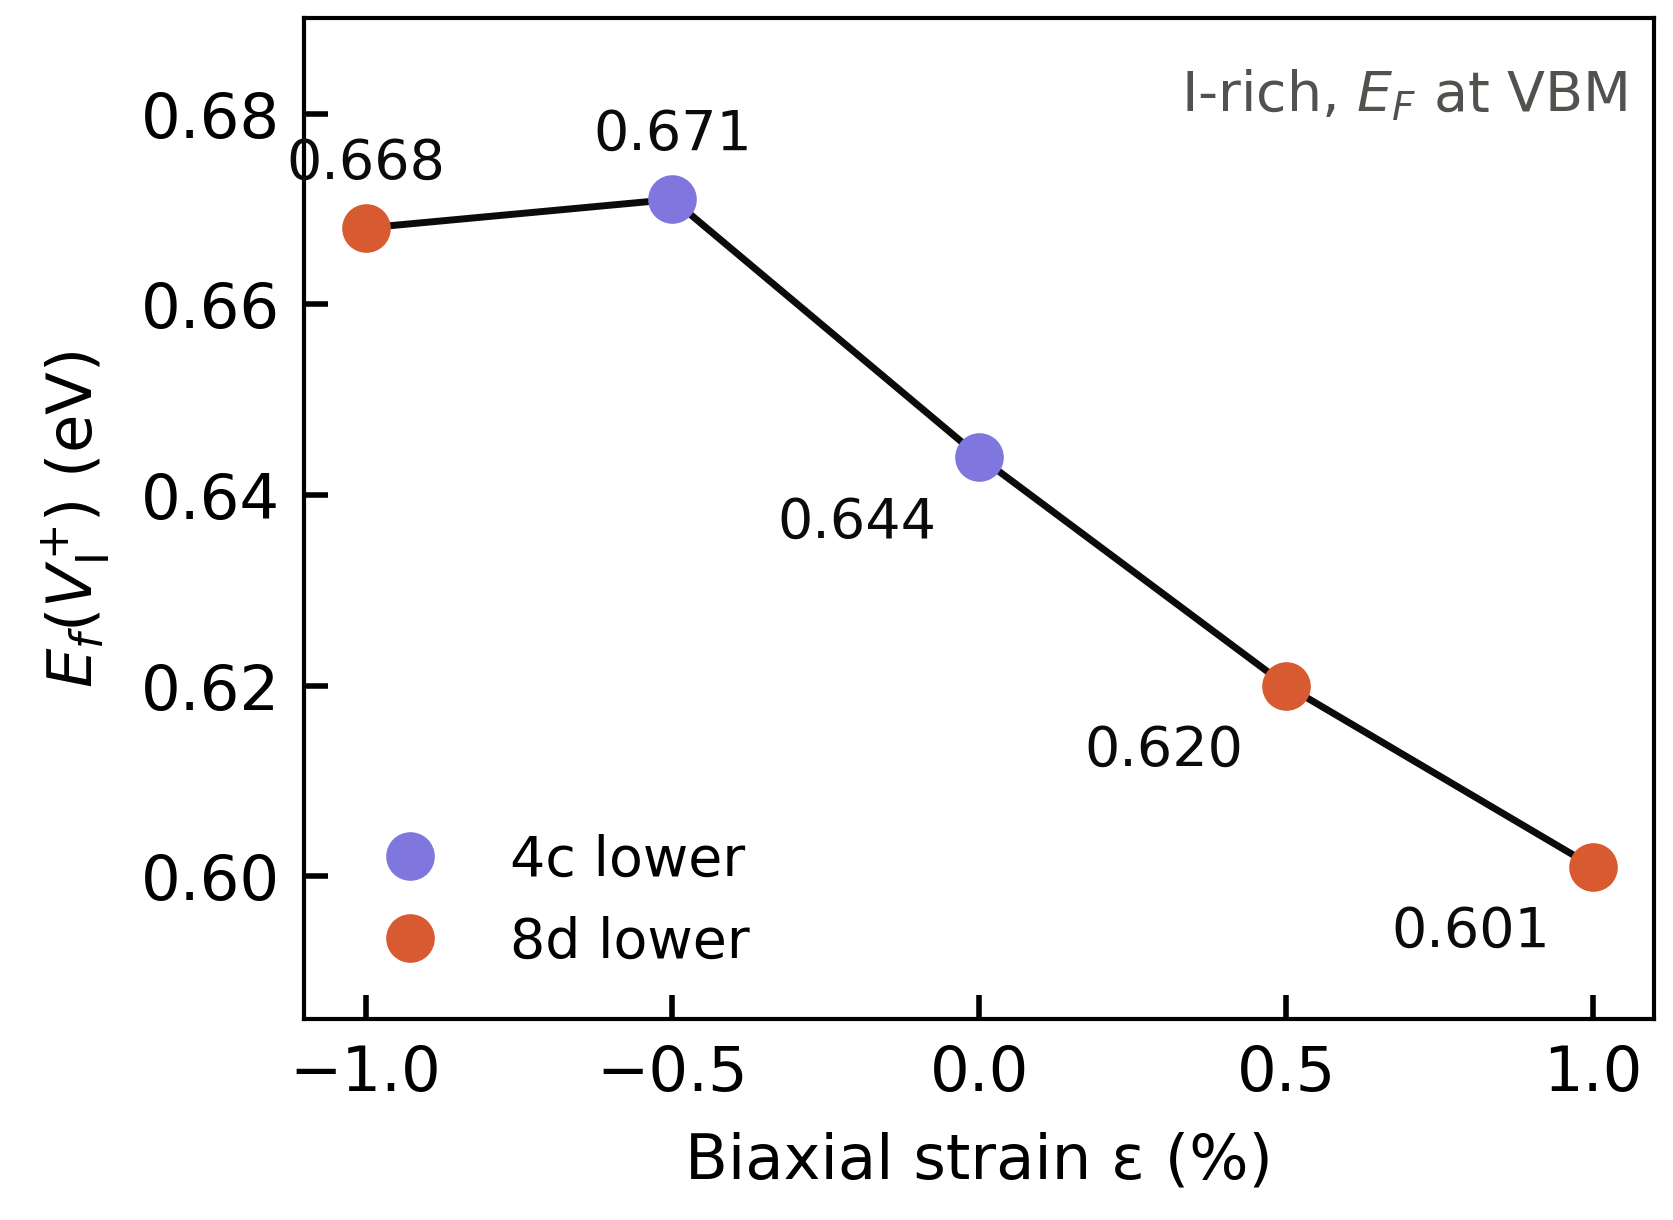 I-rich, E_F at VBM
0.68
0.66
0.64
0.62
0.60
E_f(V_I^+) (eV)
0.668
0.671
0.644
0.620
0.601
4c lower
8d lower
−1.0 −0.5 0.0 0.5 1.0
Biaxial strain ε (%)